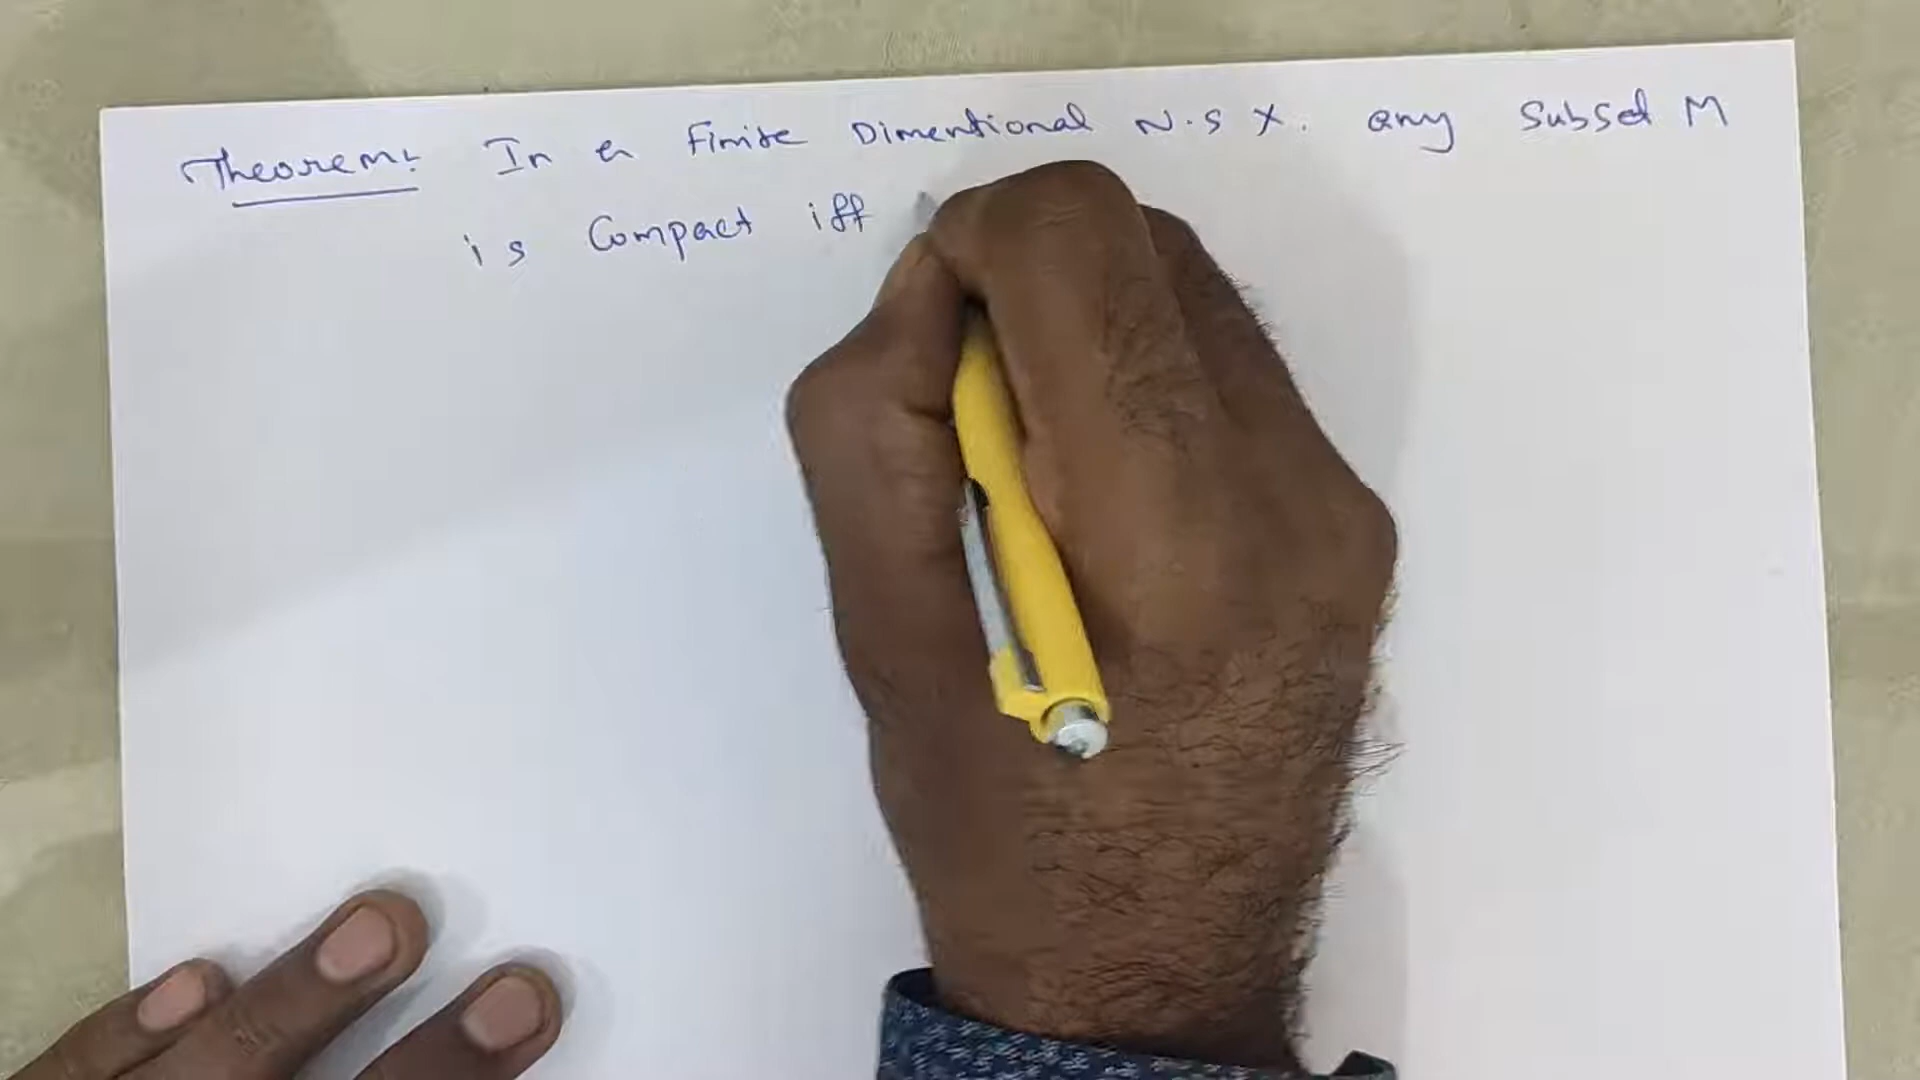 Theorem: In a Finite Dimentional N.S X. any Subset M
is Compact iff